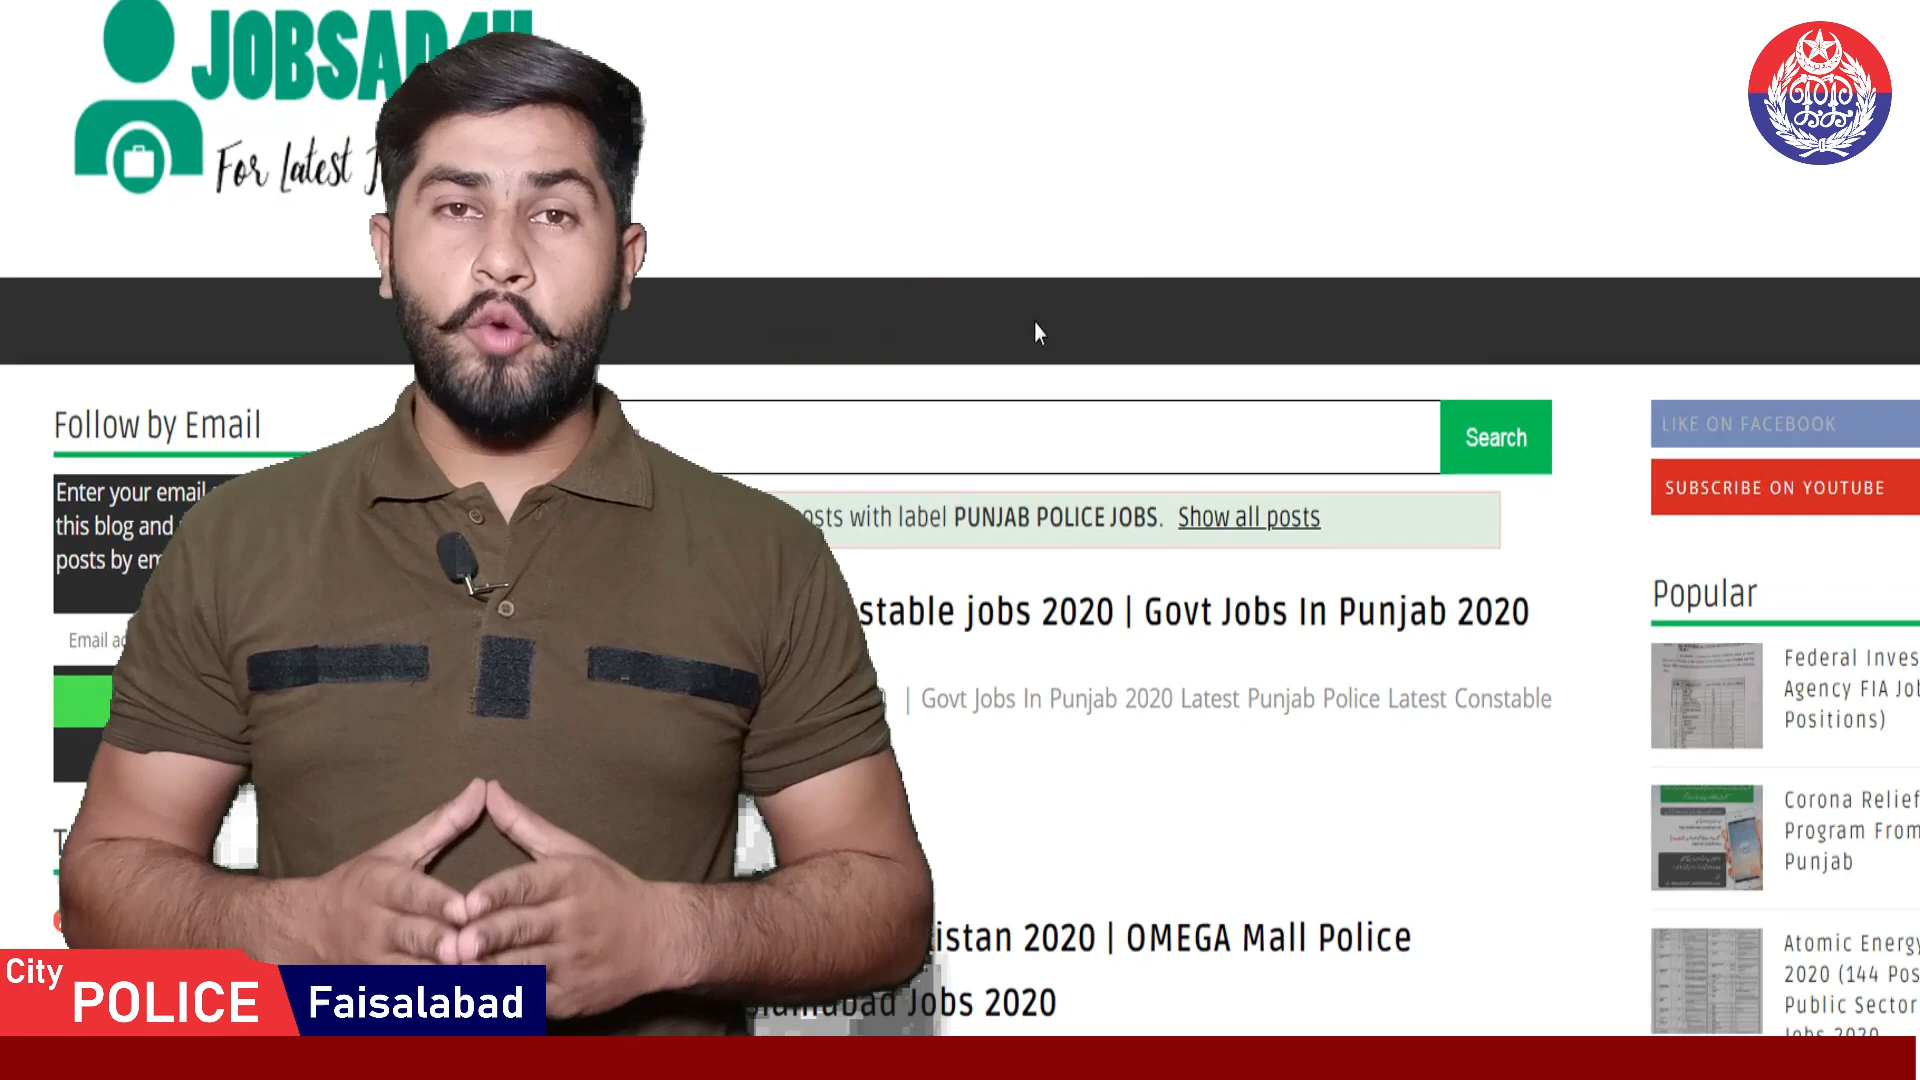 JOBSAD4U
For Latest
Follow by Email
Search
LIKE ON FACEBOOK
SUBSCRIBE ON YOUTUBE
Enter your email
this blog and
posts by em
osts with label PUNJAB POLICE JOBS. Show all posts
Email ad
stable jobs 2020 | Govt Jobs In Punjab 2020
| Govt Jobs In Punjab 2020 Latest Punjab Police Latest Constable
Popular
Federal Inves
Agency FIA Jo
Positions)
Corona Relief
Program From
Punjab
istan 2020 | OMEGA Mall Police
Islamabad Jobs 2020
Atomic Energy
2020 (144 Pos
Public Sector
Jobs 2020
City
POLICE
Faisalabad